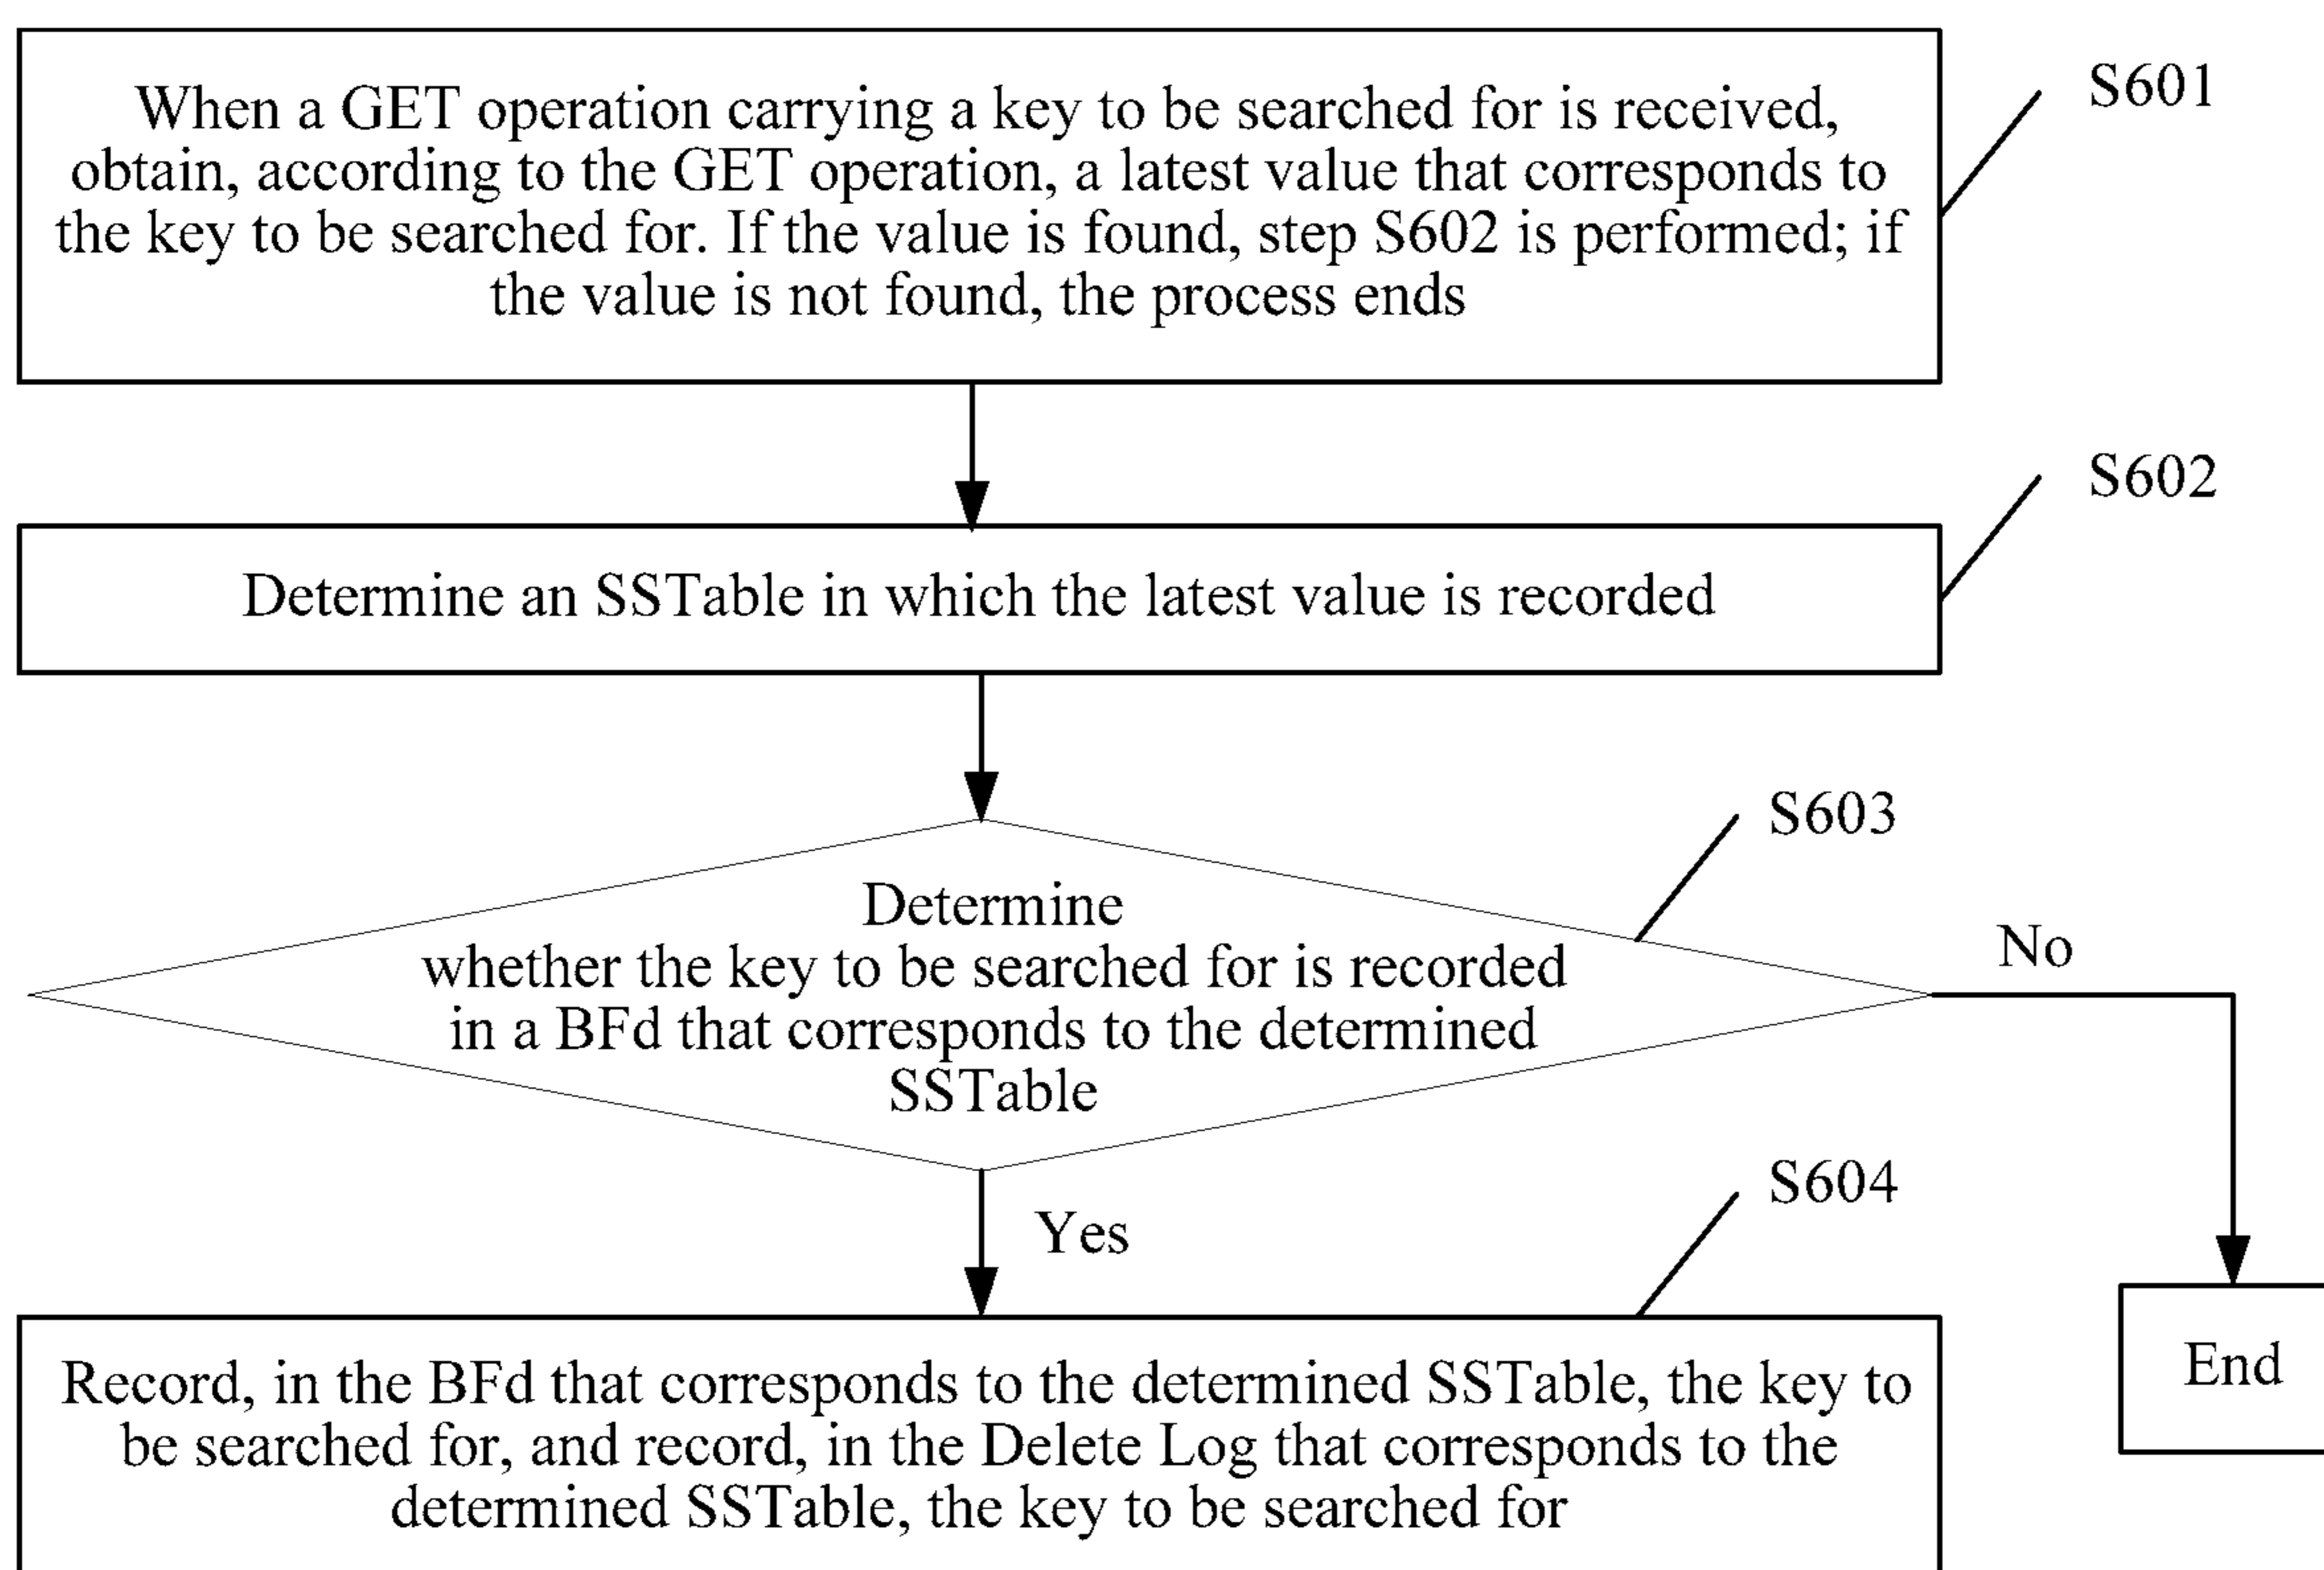 When a GET operation carrying a key to be searched for is received,
obtain, according to the GET operation, a latest value that corresponds to
the key to be searched for. If the value is found, step S602 is performed; if
the value is not found, the process ends
S601
Determine an SSTable in which the latest value is recorded
S602
Determine
whether the key to be searched for is recorded
in a BFd that corresponds to the determined
SSTable
S603
No
Yes
S604
Record, in the BFd that corresponds to the determined SSTable, the key to
be searched for, and record, in the Delete Log that corresponds to the
determined SSTable, the key to be searched for
End